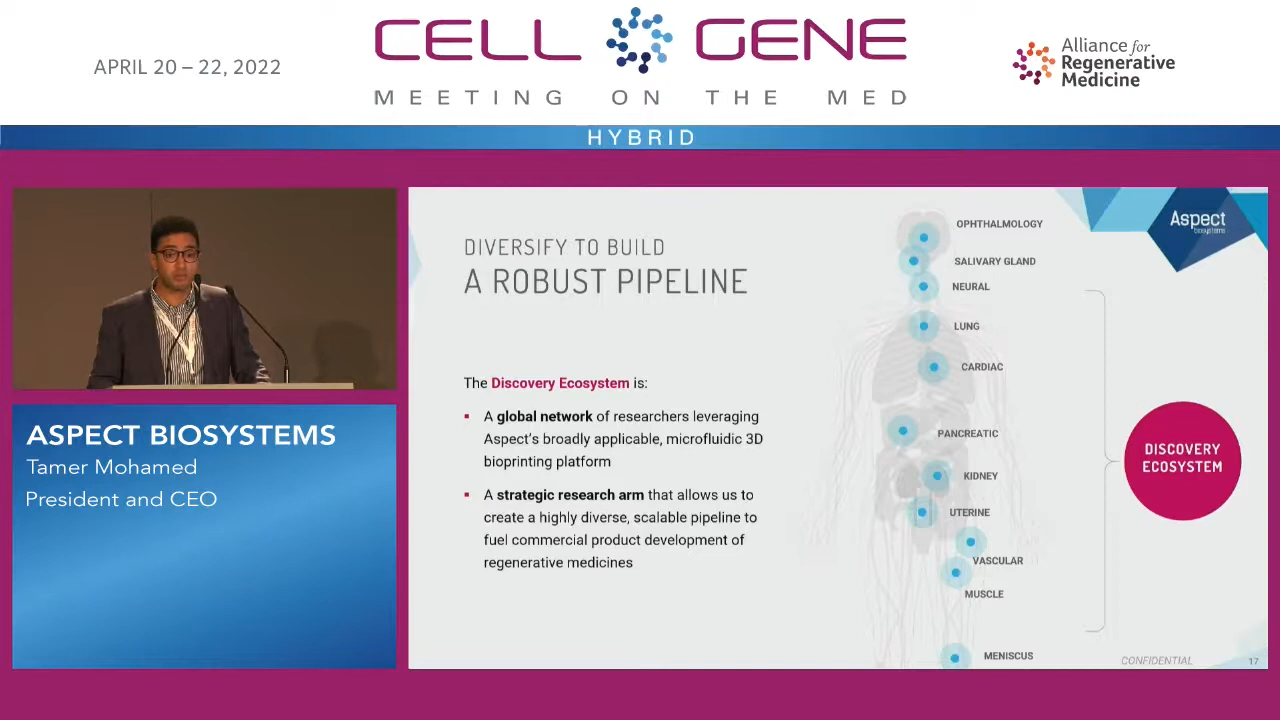 APRIL 20 – 22, 2022
CELL GENE
MEETING ON THE MED
Alliance for
Regenerative
Medicine
HYBRID
ASPECT BIOSYSTEMS
Tamer Mohamed
President and CEO
Aspect
biosystems
DIVERSIFY TO BUILD
A ROBUST PIPELINE
The Discovery Ecosystem is:
▪ A global network of researchers leveraging
Aspect's broadly applicable, microfluidic 3D
bioprinting platform
▪ A strategic research arm that allows us to
create a highly diverse, scalable pipeline to
fuel commercial product development of
regenerative medicines
OPHTHALMOLOGY
SALIVARY GLAND
NEURAL
LUNG
CARDIAC
PANCREATIC
KIDNEY
UTERINE
VASCULAR
MUSCLE
MENISCUS
DISCOVERY
ECOSYSTEM
CONFIDENTIAL
17